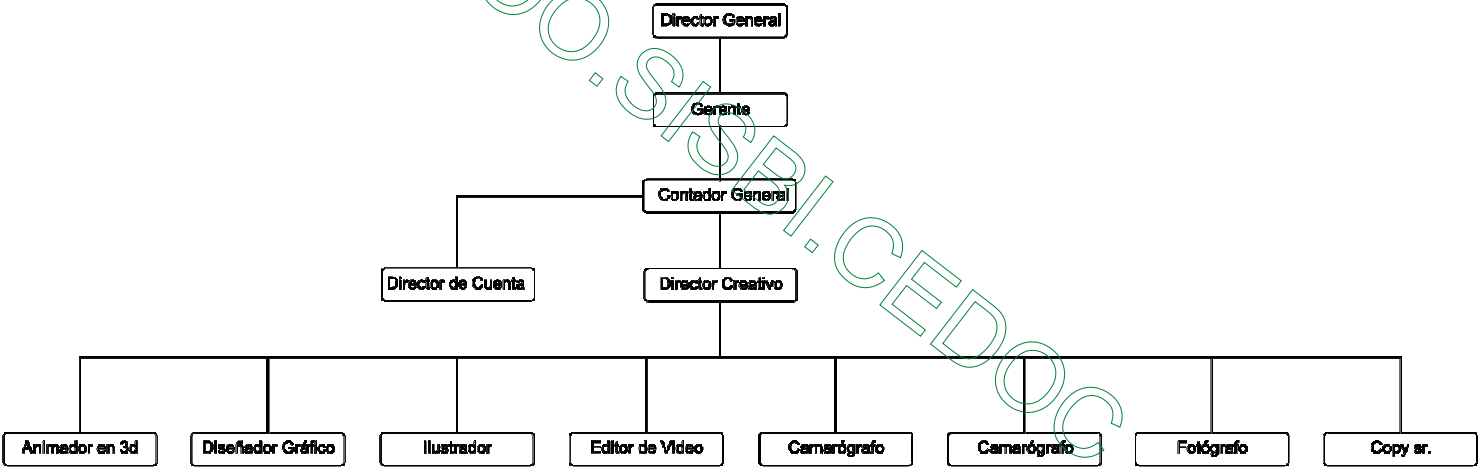 Director General
Gerente
Contador General
Director de Cuenta
Director Creativo
Animador en 3d
Diseñador Gráfico
Ilustrador
Editor de Video
Camarógrafo
Camarógrafo
Fotógrafo
Copy sr.
DO.SISBI.CEDOC